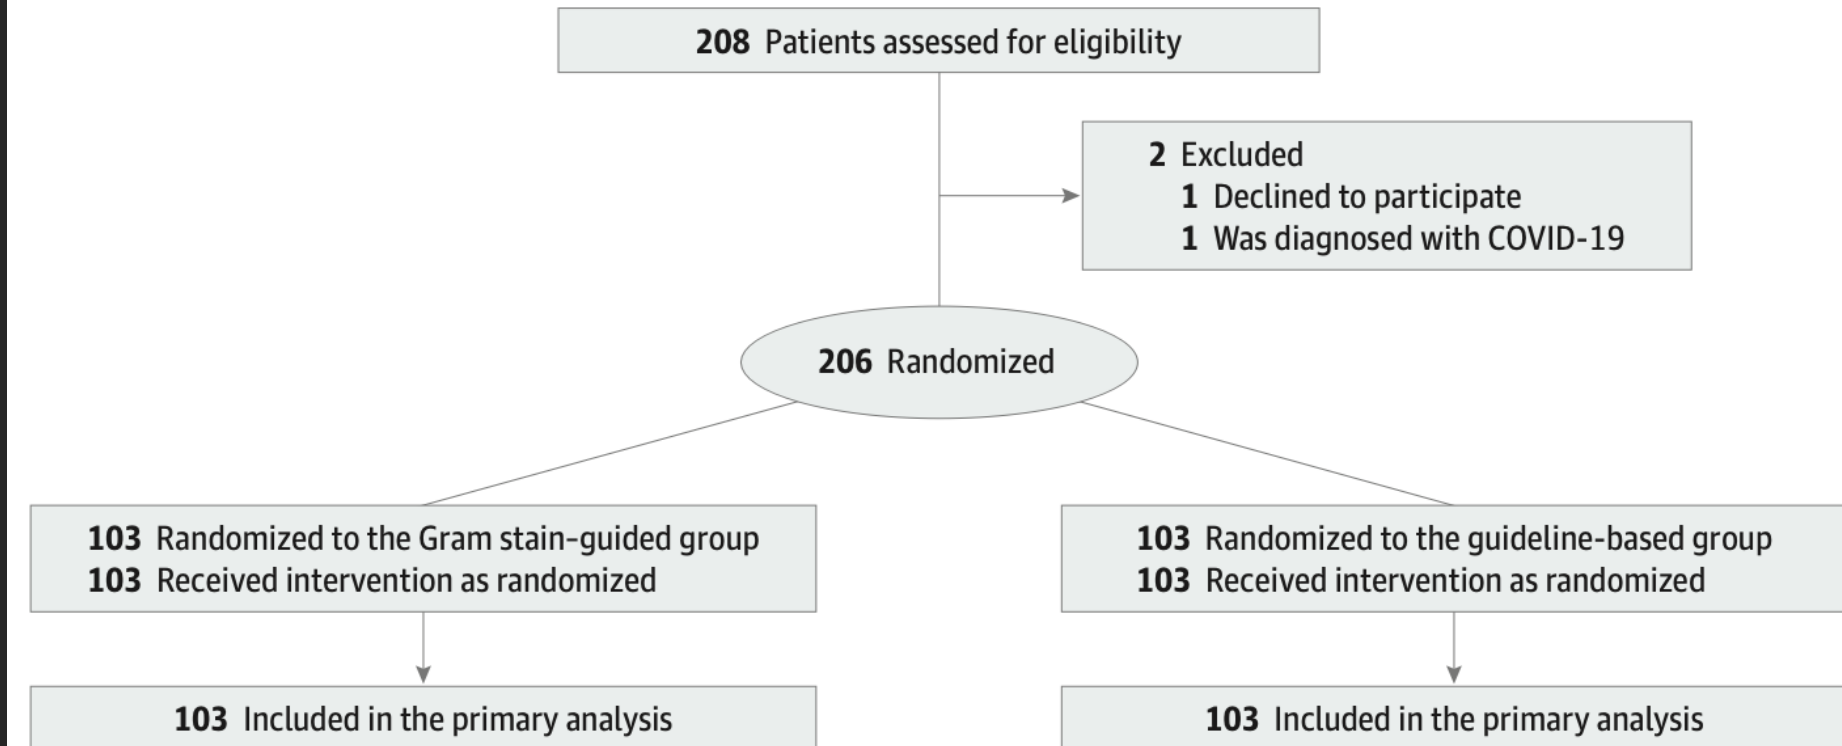 208 Patients assessed for eligibility
2 Excluded
1 Declined to participate
1 Was diagnosed with COVID-19
206 Randomized
103 Randomized to the Gram stain-guided group
103 Received intervention as randomized
103 Randomized to the guideline-based group
103 Received intervention as randomized
103 Included in the primary analysis
103 Included in the primary analysis